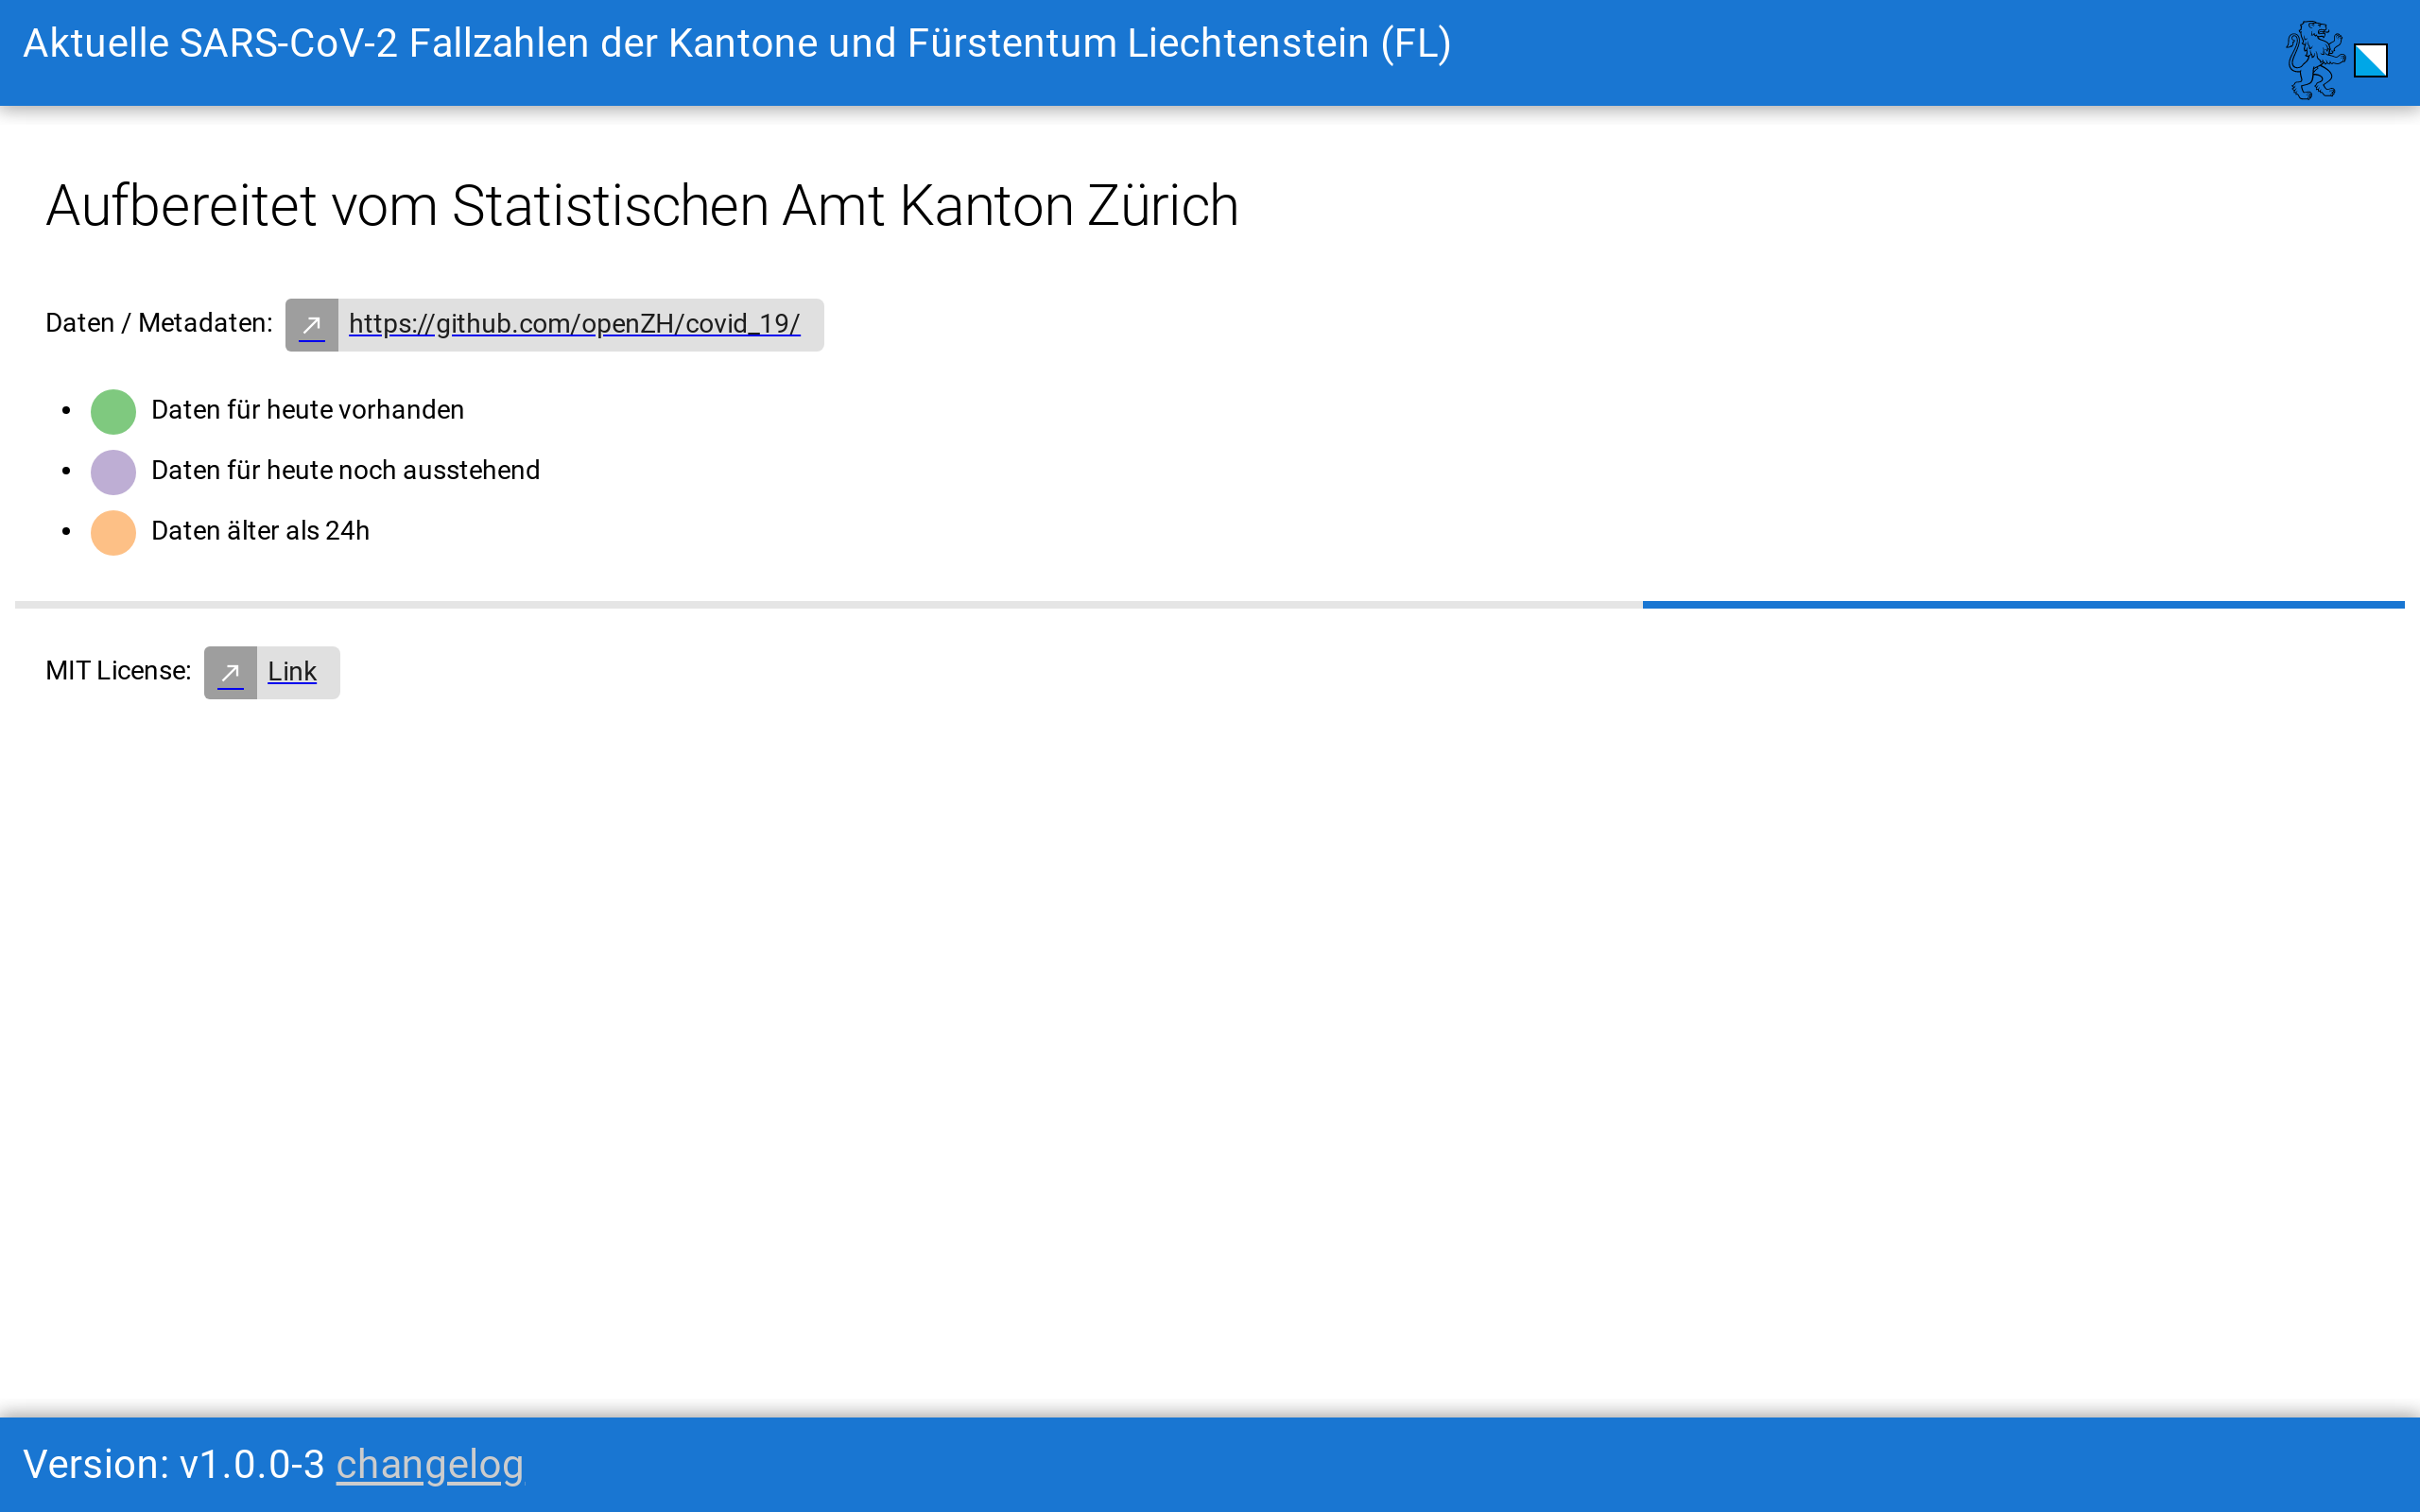 Aktuelle SARS-CoV-2 Fallzahlen der Kantone und Fürstentum Liechtenstein (FL)
Aufbereitet vom Statistischen Amt Kanton Zürich
Daten / Metadaten: https://github.com/openZH/covid_19/
Daten für heute vorhanden
Daten für heute noch ausstehend
Daten älter als 24h
MIT License: Link
Version: v1.0.0-3 changelog